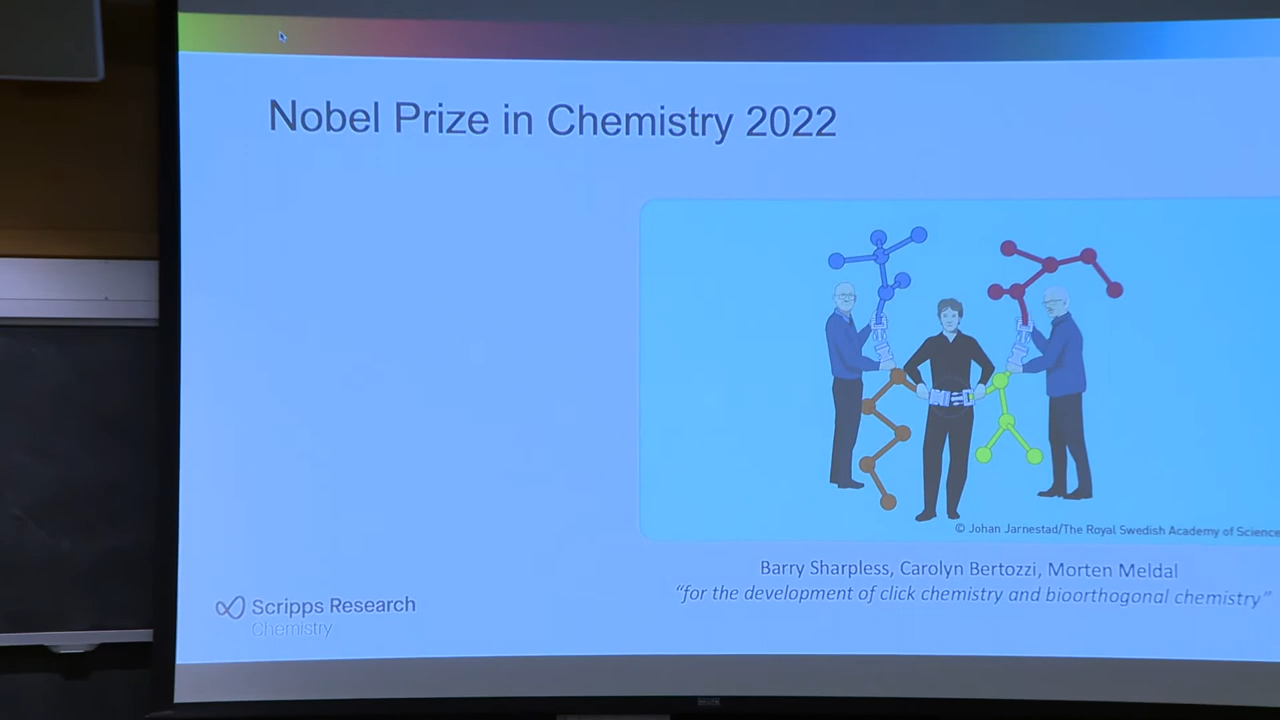 Nobel Prize in Chemistry 2022
© Johan Jarnestad/The Royal Swedish Academy of Science
Barry Sharpless, Carolyn Bertozzi, Morten Meldal
“for the development of click chemistry and bioorthogonal chemistry”
Scripps Research
Chemistry